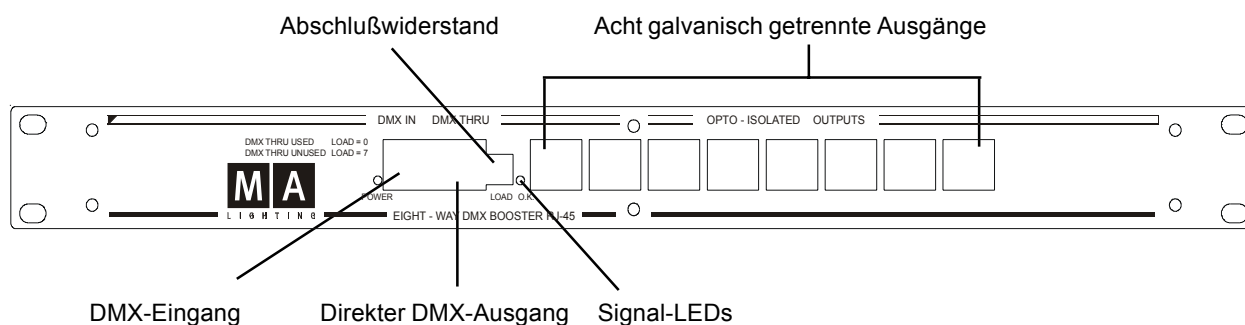 Abschlußwiderstand
Acht galvanisch getrennte Ausgänge
DMX IN DMX THRU
OPTO - ISOLATED OUTPUTS
DMX THRU USED LOAD = 0
DMX THRU UNUSED LOAD = 7
MA
LIGHTING
POWER
LOAD O.K.
EIGHT - WAY DMX BOOSTER RJ-45
DMX-Eingang
Direkter DMX-Ausgang
Signal-LEDs